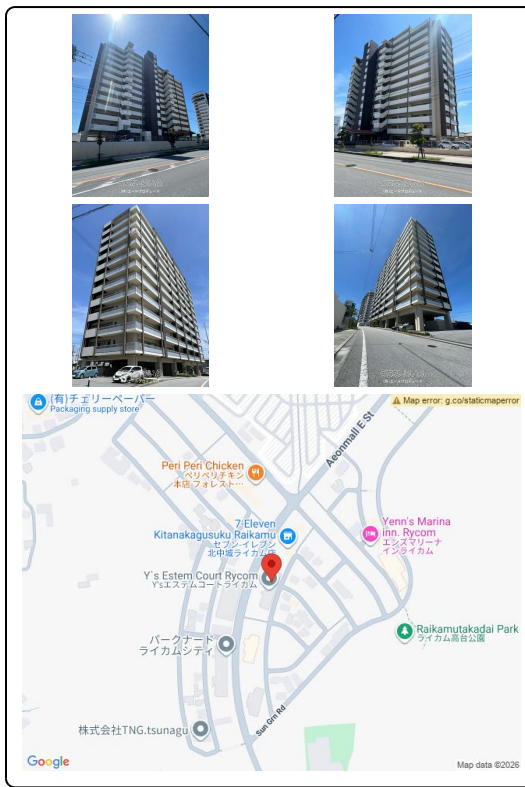 (有)チェリーペーパー
Packaging supply store
Map error: g.co/staticmaperror
Aeonmall E St
Peri Peri Chicken
ペリペリチキン
本店 フォレスト…
7 Eleven
Kitanakagusuku Raikamu
セブン-イレブン
北中城ライカム店
Yenn's Marina
inn. Rycom
エンズマリーナ
インライカム
Y's Estem Court Rycom
Y'sエステムコートライカム
Raikamutakadai Park
ライカム高台公園
パークナード
ライカムシティ
Sun Grn Rd
株式会社TNG.tsunagu
Google
Map data ©2026